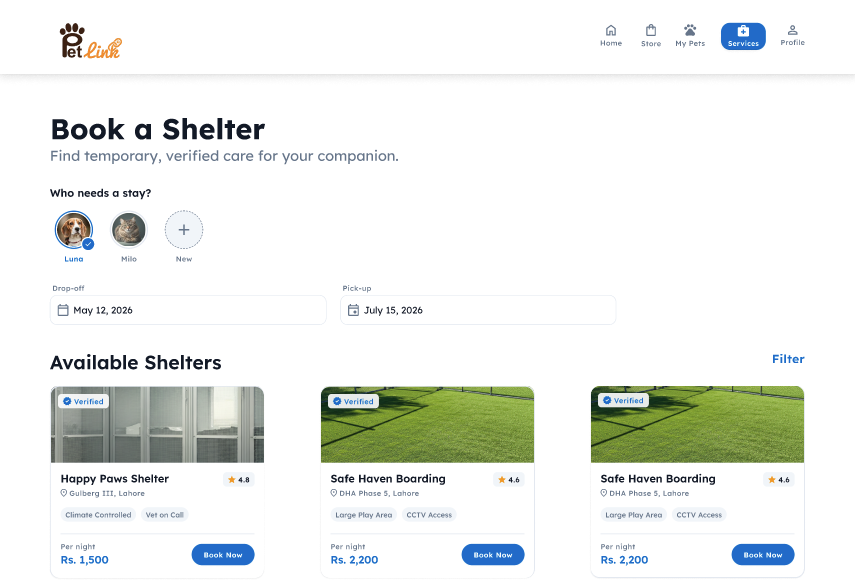 Pet Link
Home
Store
My Pets
Services
Profile
Book a Shelter
Find temporary, verified care for your companion.
Who needs a stay?
Luna
Milo
New
Drop-off
Pick-up
May 12, 2026
July 15, 2026
Available Shelters
Filter
Verified
Happy Paws Shelter
4.8
Gulberg III, Lahore
Climate Controlled
Vet on Call
Per night
Rs. 1,500
Book Now
Verified
Safe Haven Boarding
4.6
DHA Phase 5, Lahore
Large Play Area
CCTV Access
Per night
Rs. 2,200
Book Now
Verified
Safe Haven Boarding
4.6
DHA Phase 5, Lahore
Large Play Area
CCTV Access
Per night
Rs. 2,200
Book Now